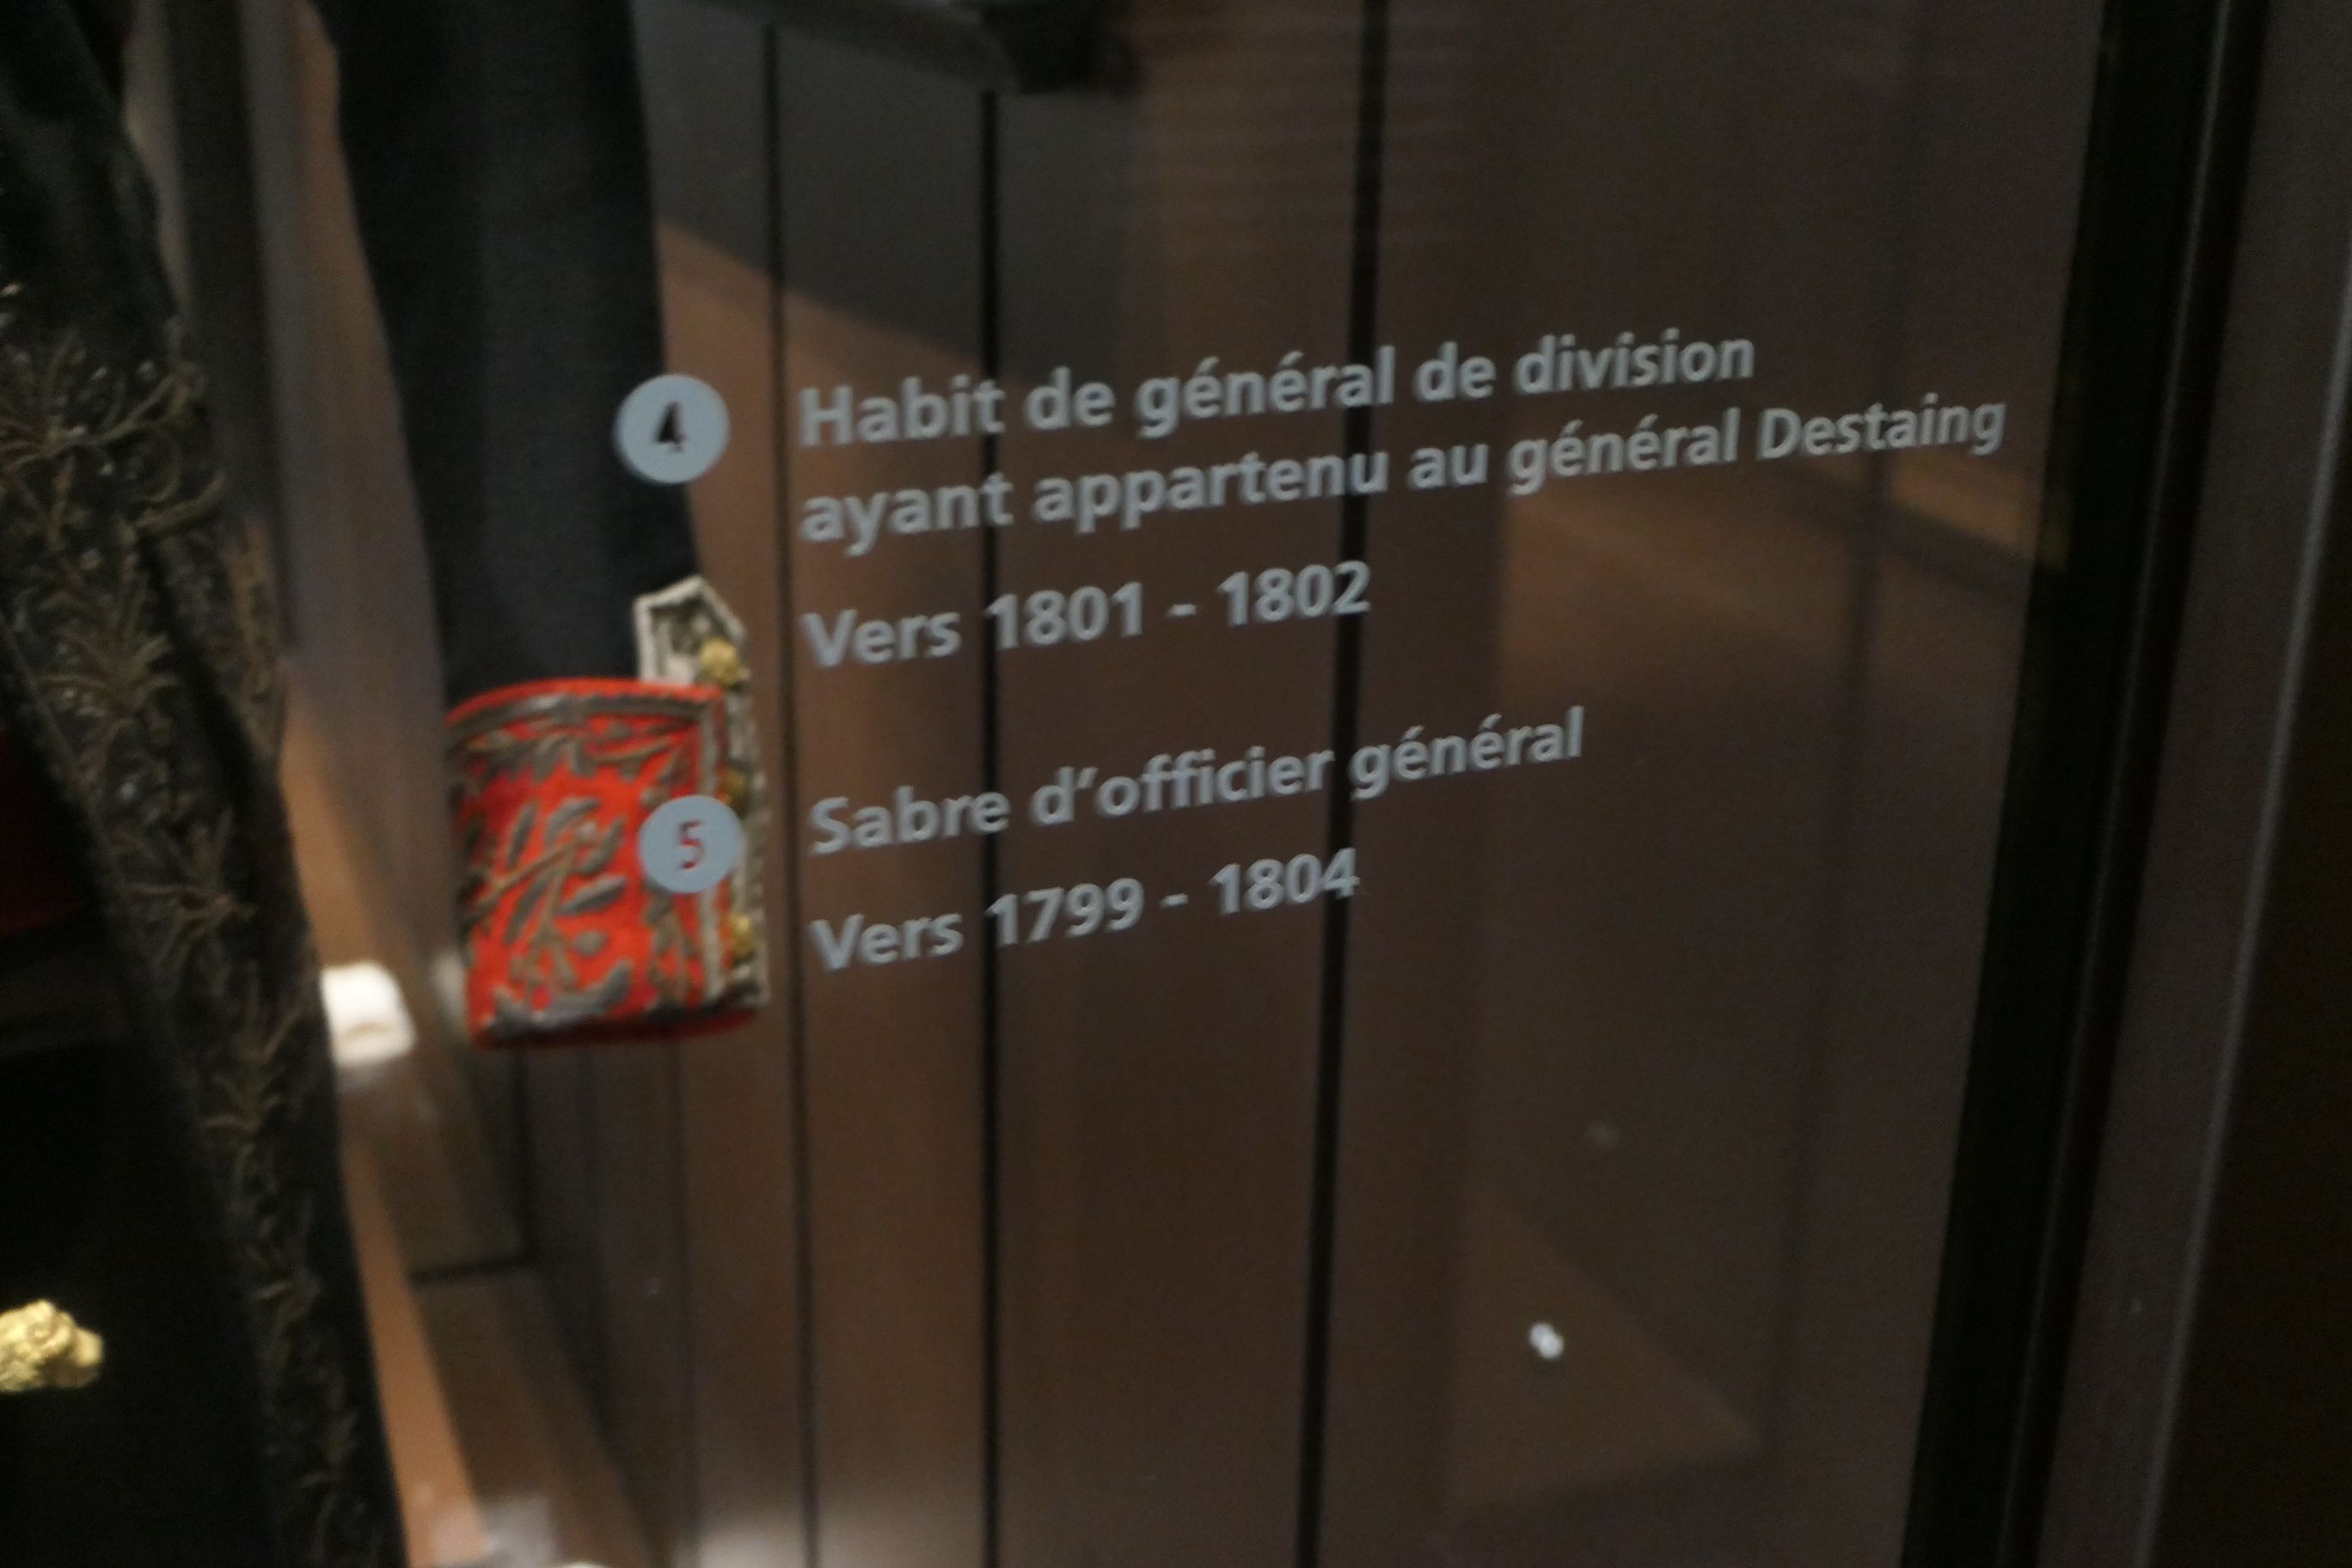 4 Habit de général de division
ayant appartenu au général Destaing
Vers 1801 - 1802
5 Sabre d'officier général
Vers 1799 - 1804